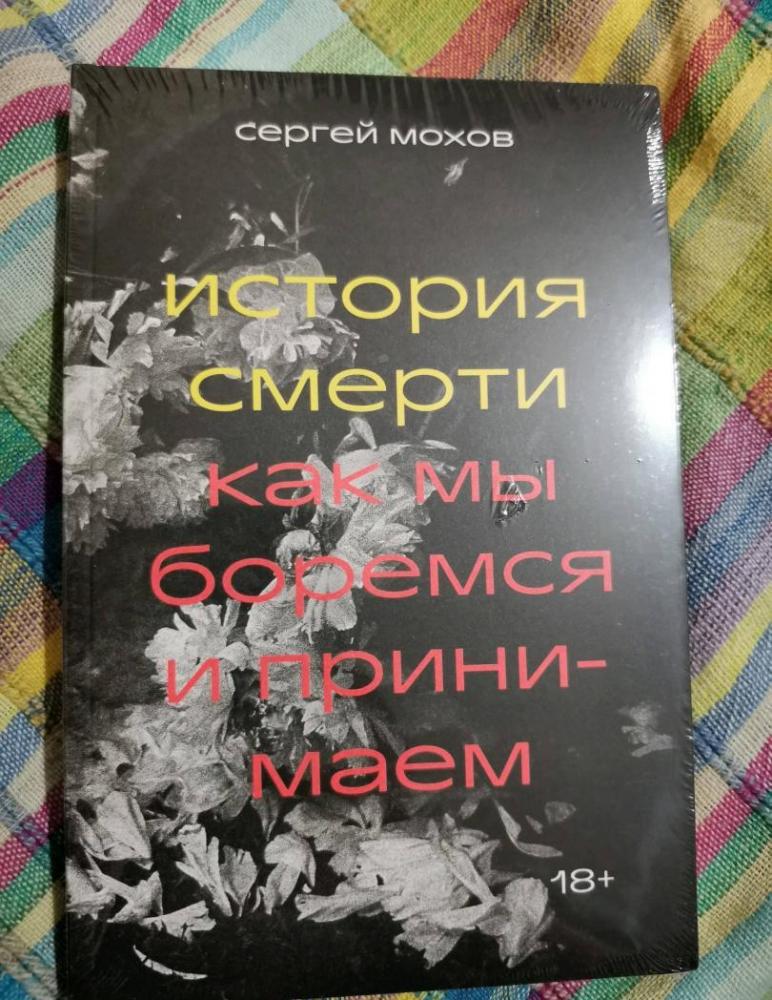 сергей мохов
история
смерти
как мы
боремся
и прини-
маем
18+